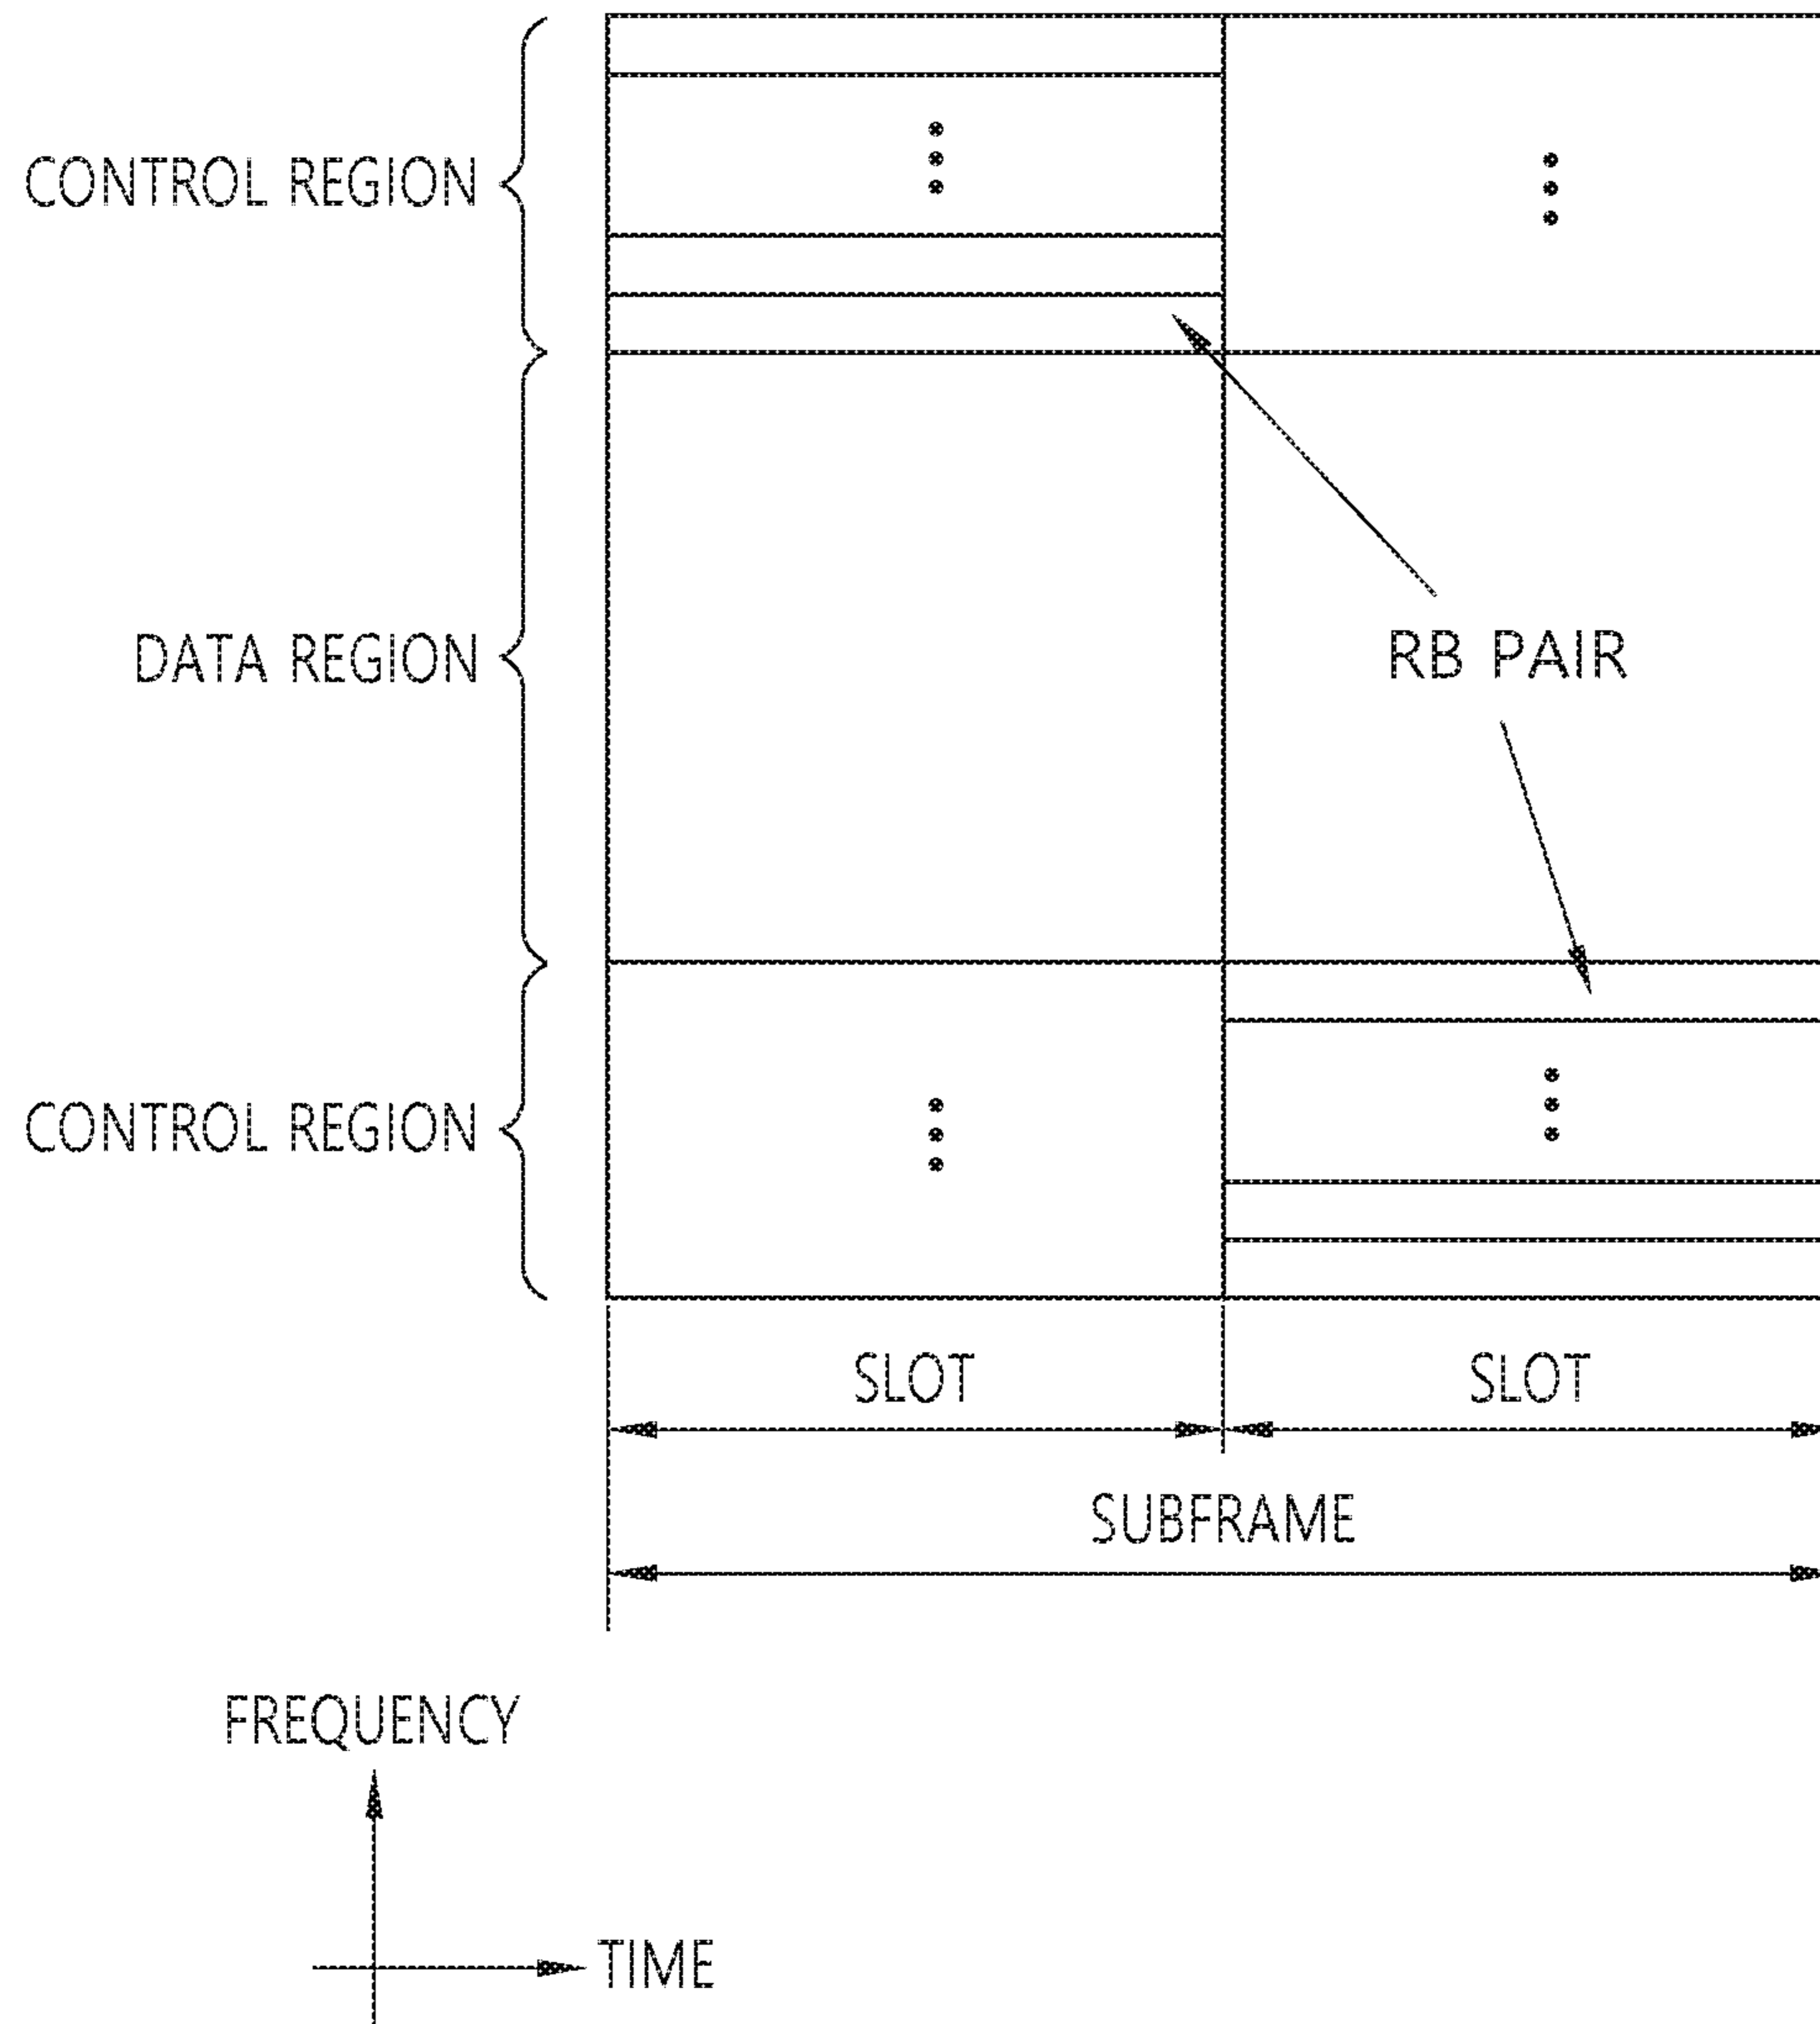 CONTROL REGION
DATA REGION
RB PAIR
CONTROL REGION
SLOT
SLOT
SUBFRAME
FREQUENCY
TIME